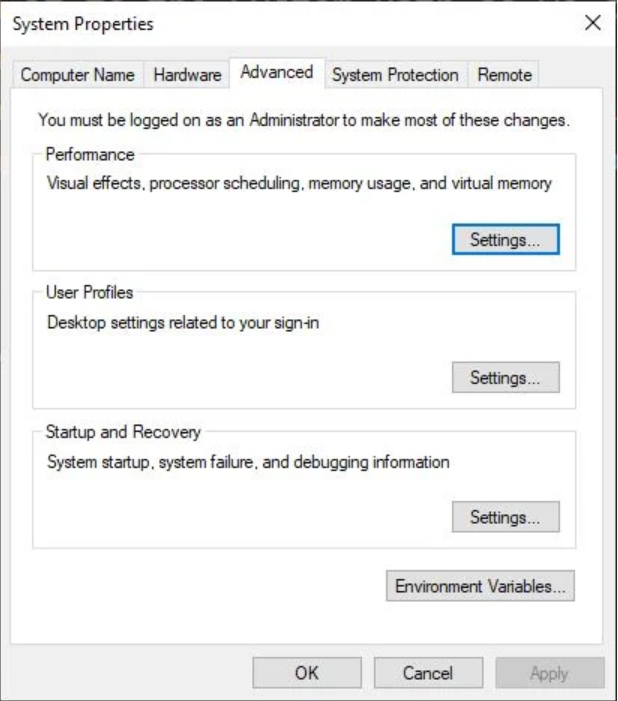 System Properties
Computer Name Hardware Advanced System Protection Remote
You must be logged on as an Administrator to make most of these changes.
Performance
Visual effects, processor scheduling, memory usage, and virtual memory
Settings...
User Profiles
Desktop settings related to your sign-in
Settings...
Startup and Recovery
System startup, system failure, and debugging information
Settings...
Environment Variables...
OK Cancel Apply